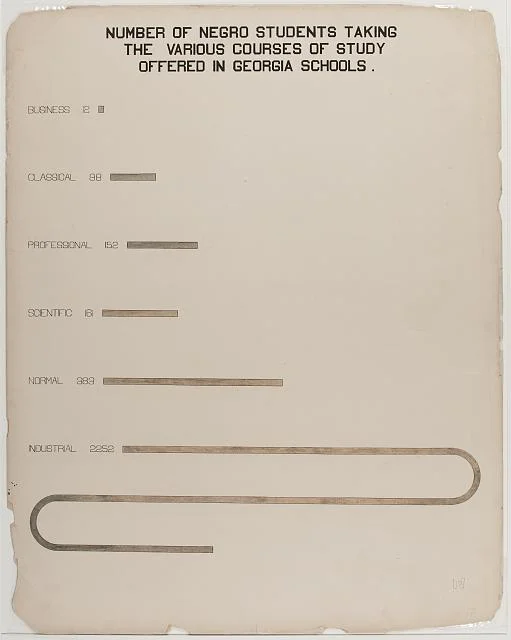 NUMBER OF NEGRO STUDENTS TAKING
THE VARIOUS COURSES OF STUDY
OFFERED IN GEORGIA SCHOOLS.
BUSINESS 12
CLASSICAL 98
PROFESSIONAL 152
SCIENTIFIC 161
NORMAL 383
INDUSTRIAL 2252